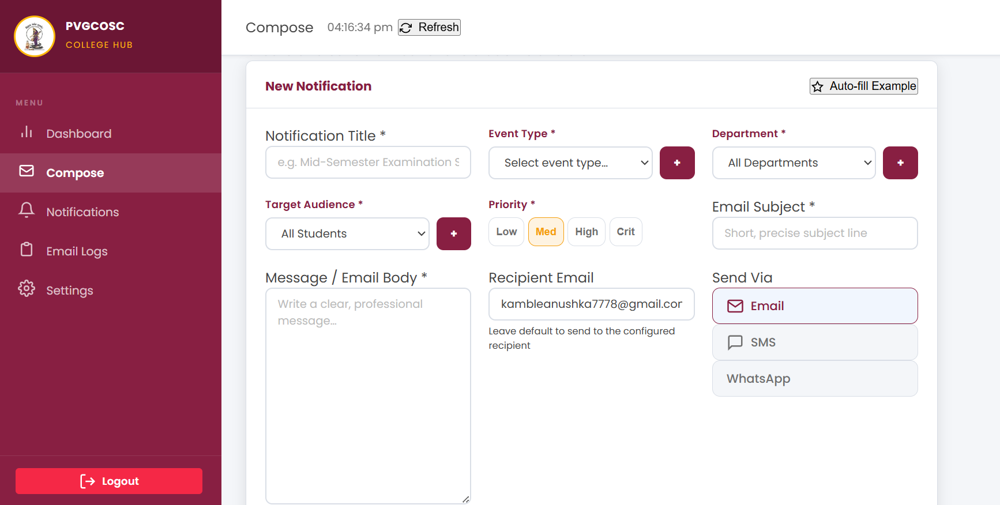 PVGCOSC
COLLEGE HUB
MENU
Dashboard
Compose
Notifications
Email Logs
Settings
Logout
Compose 04:16:34 pm Refresh
New Notification
Auto-fill Example
Notification Title *
e.g. Mid-Semester Examination S
Event Type *
Select event type...
+
Department *
All Departments
+
Target Audience *
All Students
+
Priority *
Low Med High Crit
Email Subject *
Short, precise subject line
Message / Email Body *
Write a clear, professional
message...
Recipient Email
kambleanushka7778@gmail.cor
Leave default to send to the configured
recipient
Send Via
Email
SMS
WhatsApp